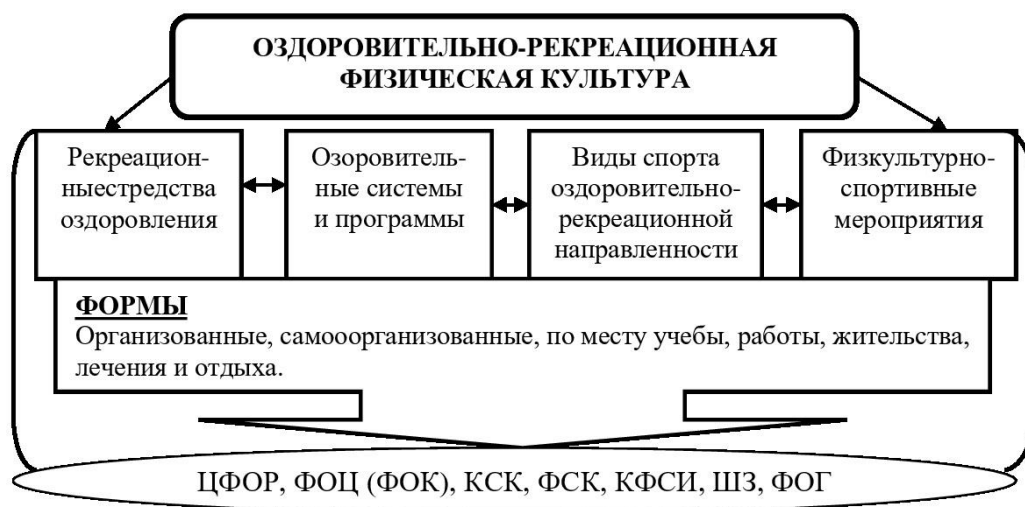 ОЗДОРОВИТЕЛЬНО-РЕКРЕАЦИОННАЯ
ФИЗИЧЕСКАЯ КУЛЬТУРА
Рекреацион-
ныестредства
оздоровления
Озоровитель-
ные системы
и программы
Виды спорта
оздоровительно-
рекреационной
направленности
Физкультурно-
спортивные
мероприятия
ФОРМЫ
Организованные, самооорганизованные, по месту учебы, работы, жительства,
лечения и отдыха.
ЦФОР, ФОЦ (ФОК), КСК, ФСК, КФСИ, ШЗ, ФОГ